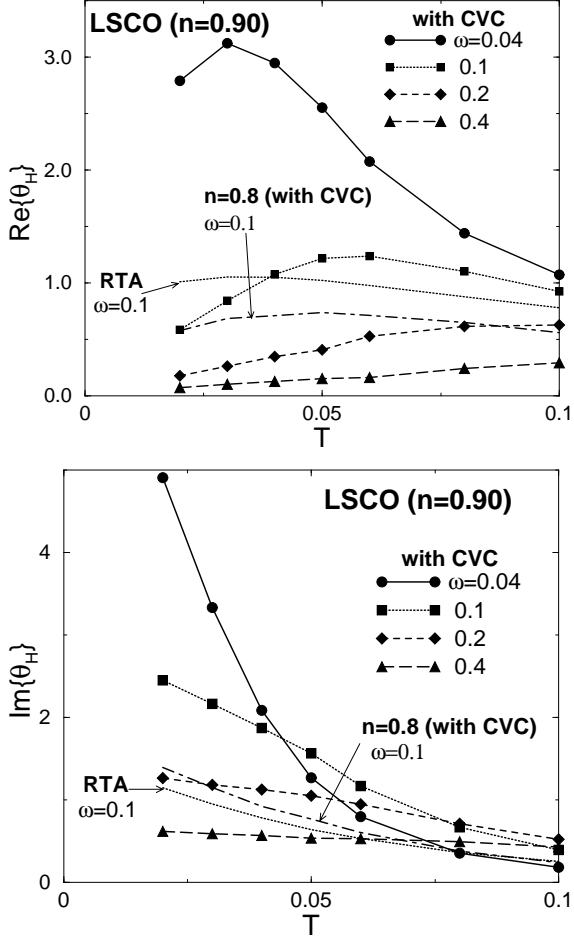 LSCO (n=0.90)
with CVC
ω=0.04
0.1
0.2
0.4
n=0.8 (with CVC)
ω=0.1
RTA
ω=0.1
Re{θ_H}
3.0
2.0
1.0
0.0
0
0.05
0.1
T
LSCO (n=0.90)
with CVC
ω=0.04
0.1
0.2
0.4
n=0.8 (with CVC)
ω=0.1
RTA
ω=0.1
Im{θ_H}
4
2
0
0
0.05
0.1
T